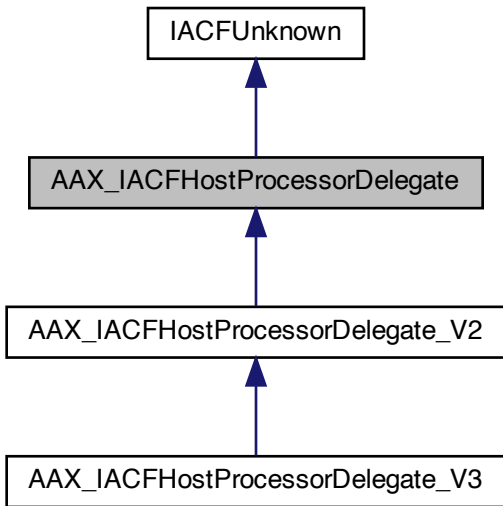 IACFUnknown
AAX_IACFHostProcessorDelegate
AAX_IACFHostProcessorDelegate_V2
AAX_IACFHostProcessorDelegate_V3